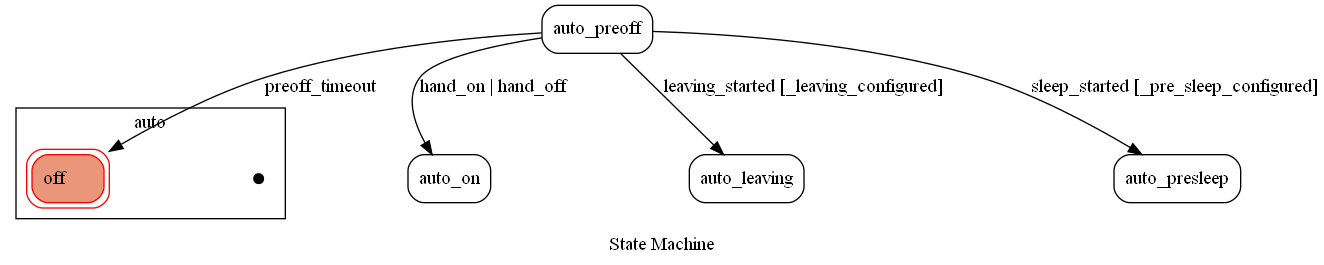 auto_preoff
preoff_timeout
hand_on | hand_off
leaving_started [_leaving_configured]
sleep_started [_pre_sleep_configured]
auto
off
auto_on
auto_leaving
auto_presleep
State Machine